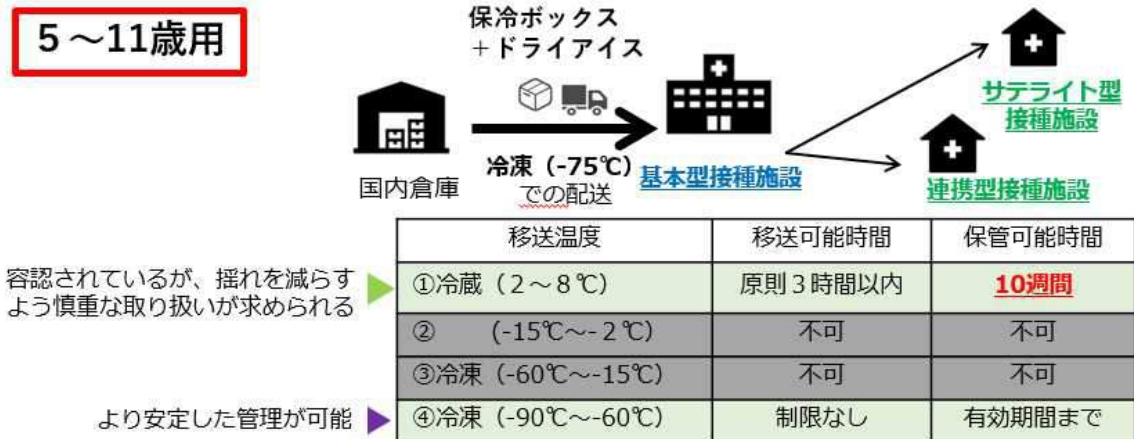 5～11歳用
保冷ボックス
＋ドライアイス
国内倉庫
冷凍（-75℃）
での配送
基本型接種施設
サテライト型
接種施設
連携型接種施設
移送温度 移送可能時間 保管可能時間
容認されているが、揺れを減らす
よう慎重な取り扱いが求められる
①冷蔵（2～8℃） 原則3時間以内 10週間
② (-15℃～-2℃) 不可 不可
③冷凍（-60℃～-15℃） 不可 不可
より安定した管理が可能
④冷凍（-90℃～-60℃） 制限なし 有効期間まで